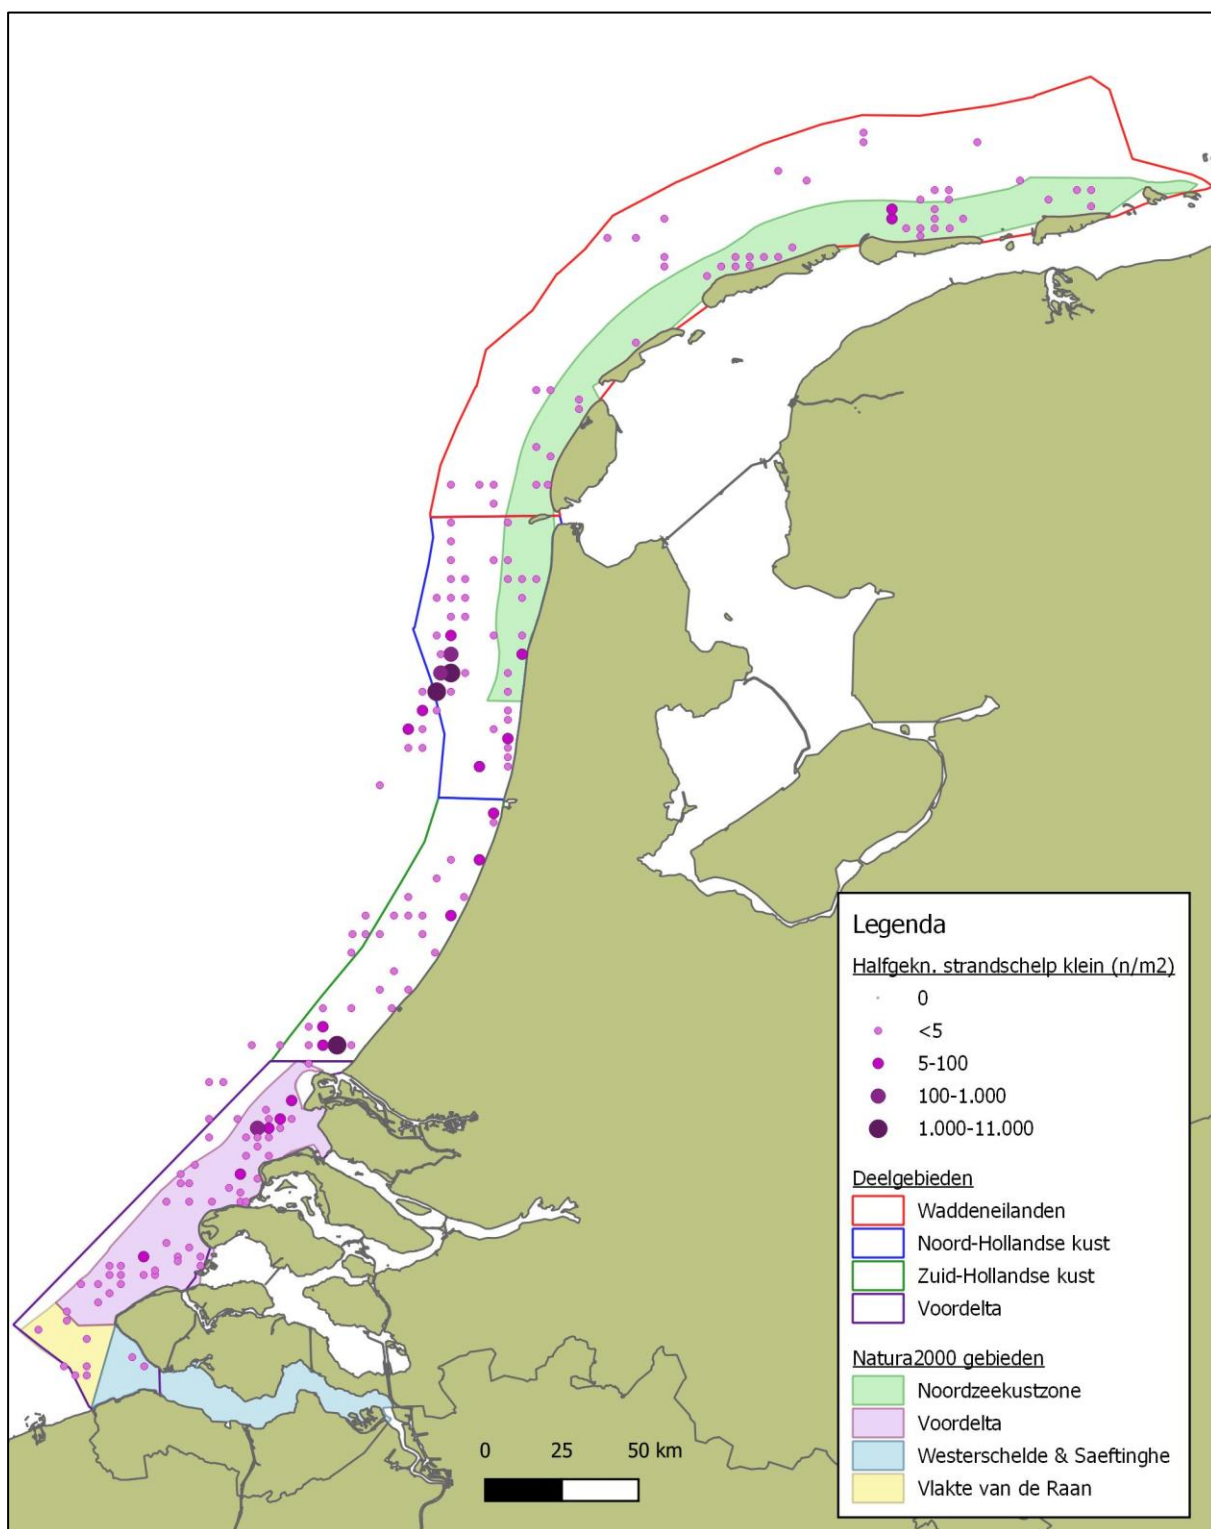 Legenda
Halfgekn. strandschelp klein (n/m2)
0
<5
5-100
100-1.000
1.000-11.000
Deelgebieden
Waddeneilanden
Noord-Hollandse kust
Zuid-Hollandse kust
Voordelta
Natura2000 gebieden
Noordzeekustzone
Voordelta
Westerschelde & Saeftinghe
Vlakte van de Raan
0 25 50 km